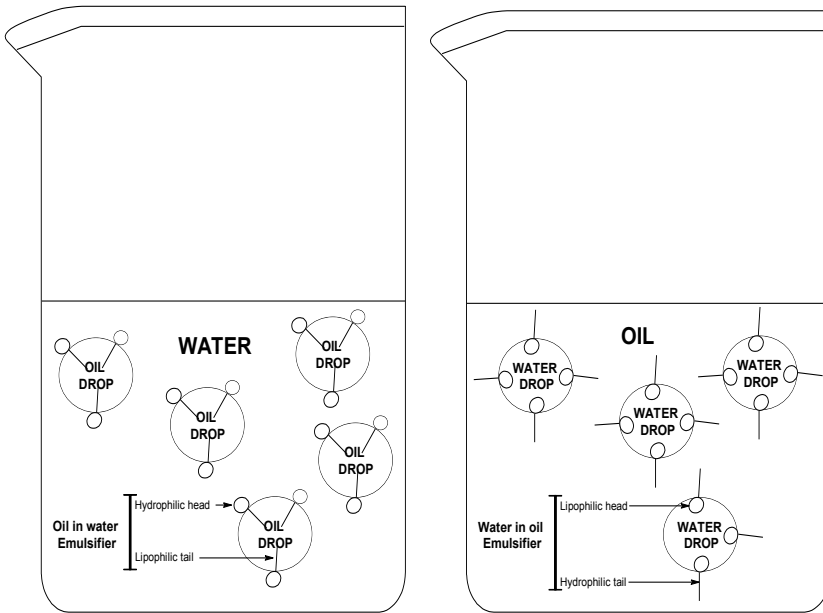 WATER
OIL
DROP
OIL
DROP
OIL
DROP
OIL
DROP
OIL
DROP
Oil in water
Emulsifier
Hydrophilic head
Lipophilic tail
OIL
WATER
DROP
WATER
DROP
WATER
DROP
WATER
DROP
Water in oil
Emulsifier
Lipophilic head
Hydrophilic tail